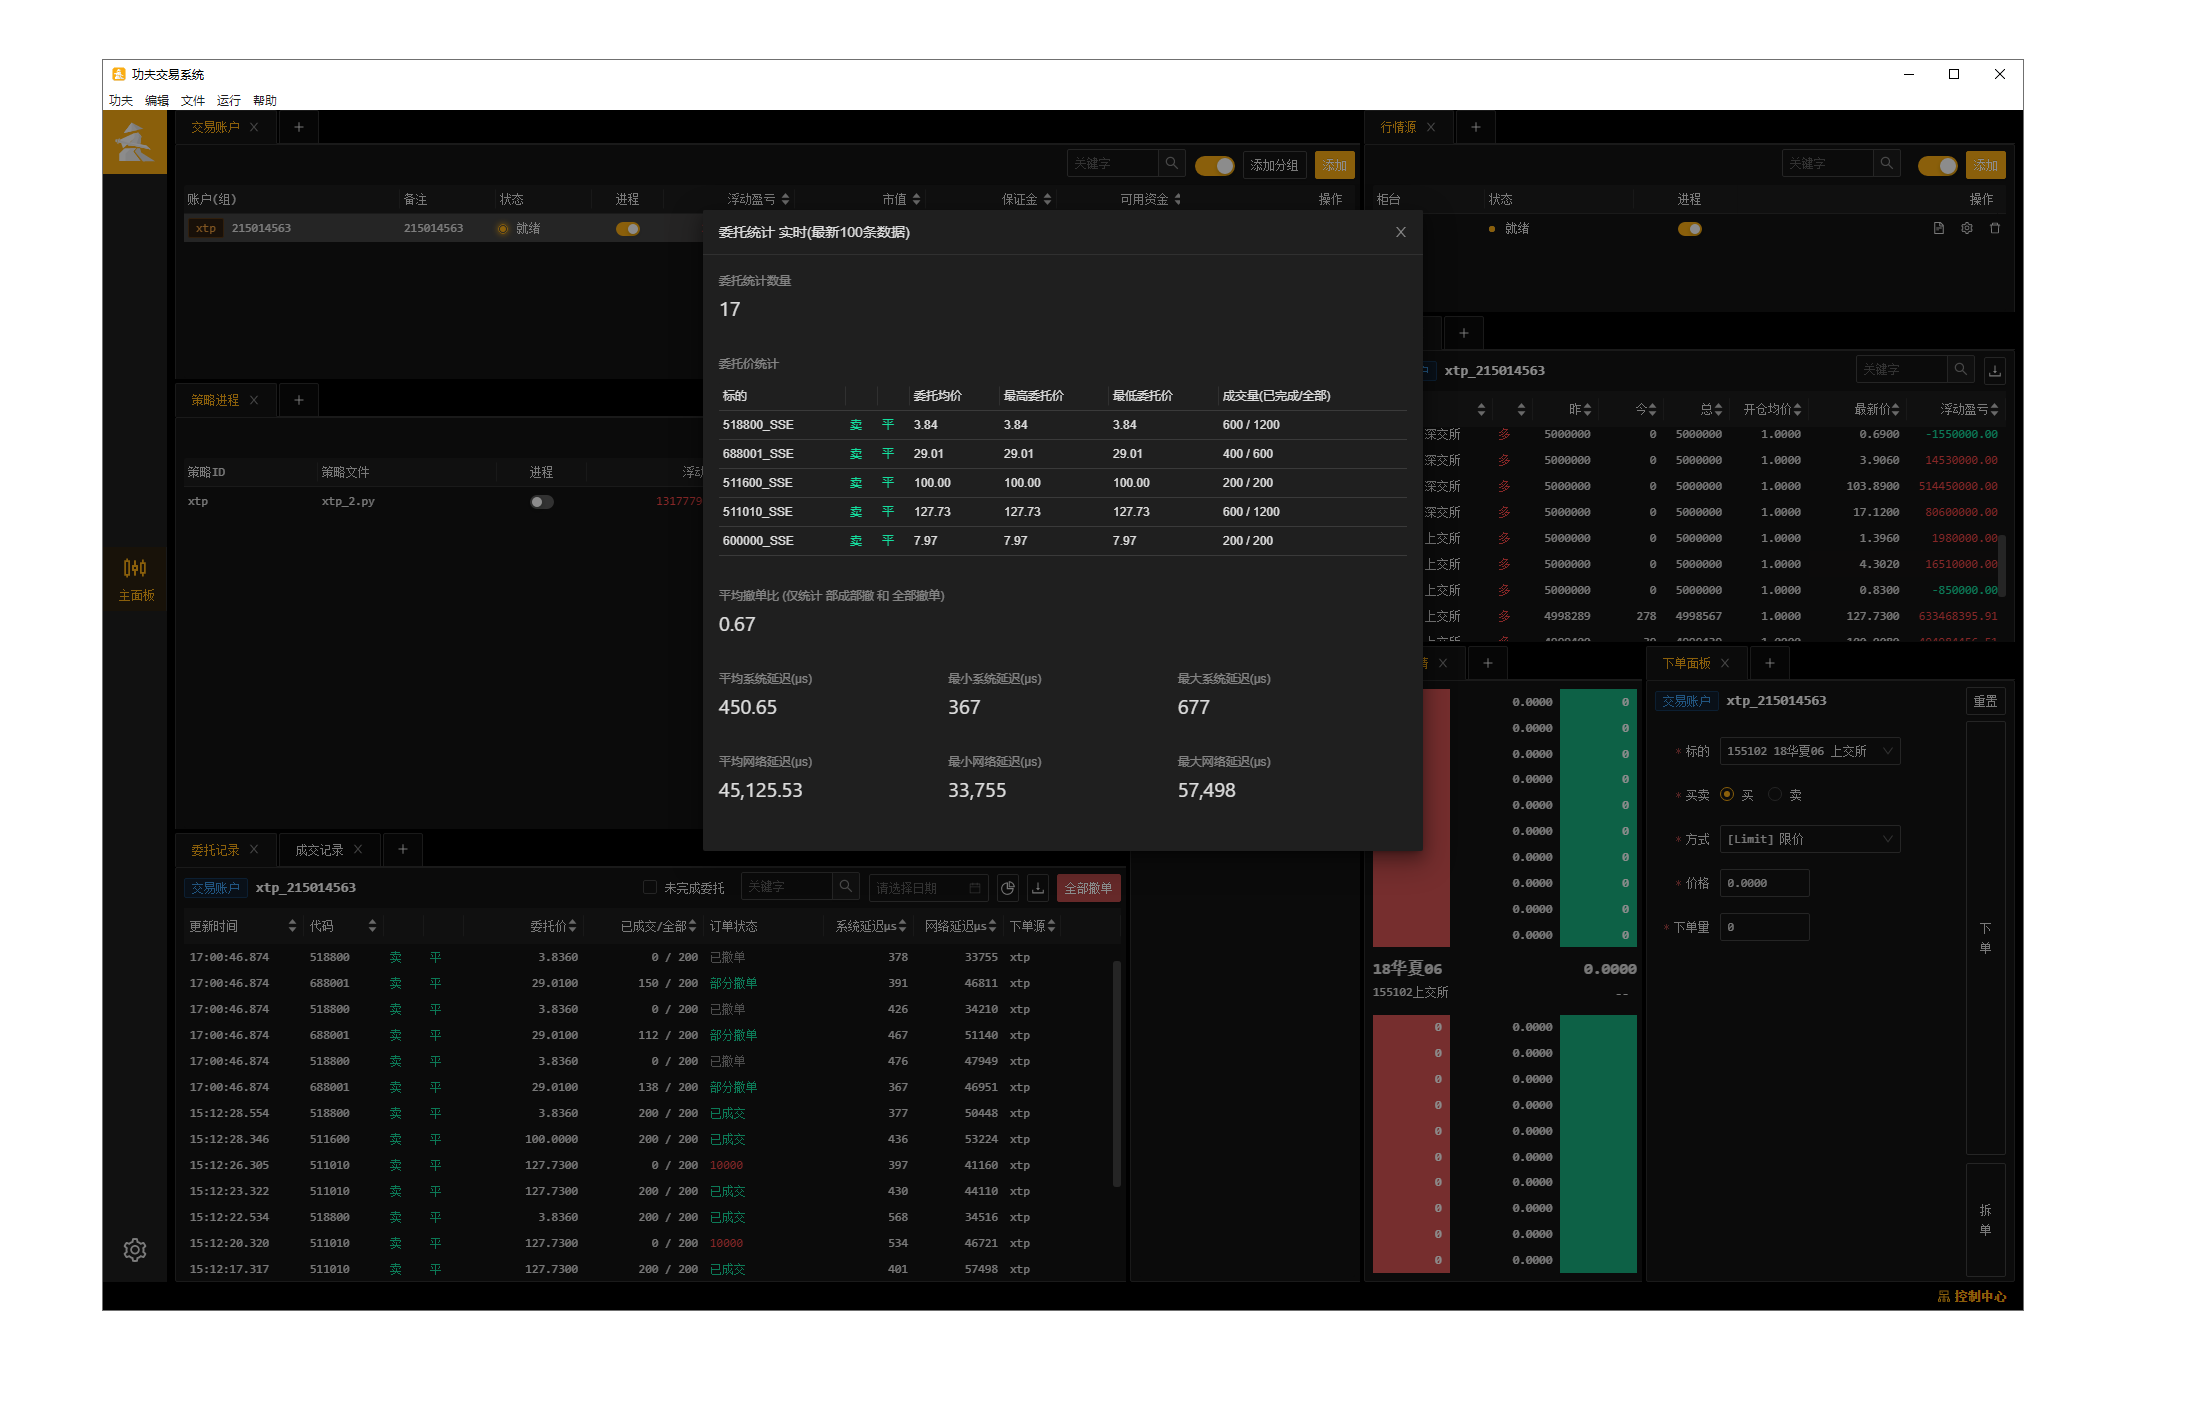 功夫交易系统
功夫 编辑 文件 运行 帮助
交易账户
关键字 添加分组 添加
账户(组) 备注 状态 进程 浮动盈亏 市值 保证金 可用资金 操作
xtp 215014563 215014563 就绪
行情源
关键字 添加
柜台 状态 进程 操作
就绪
委托统计 实时(最新100条数据)
委托统计数量
17
委托价统计
标的 委托均价 最高委托价 最低委托价 成交量(已完成/全部)
518800_SSE 卖 平 3.84 3.84 3.84 600 / 1200
688001_SSE 卖 平 29.01 29.01 29.01 400 / 600
511600_SSE 卖 平 100.00 100.00 100.00 200 / 200
511010_SSE 卖 平 127.73 127.73 127.73 600 / 1200
600000_SSE 卖 平 7.97 7.97 7.97 200 / 200
平均撤单比 (仅统计 部成部撤 和 全部撤单)
0.67
平均系统延迟(μs) 最小系统延迟(μs) 最大系统延迟(μs)
450.65 367 677
平均网络延迟(μs) 最小网络延迟(μs) 最大网络延迟(μs)
45,125.53 33,755 57,498
策略进程
策略ID 策略文件 进程
xtp xtp_2.py 1317779
主面板
xtp_215014563 关键字
昨 今 总 开仓均价 最新价 浮动盈亏
深交所 多 5000000 0 5000000 1.0000 0.6900 -1550000.00
深交所 多 5000000 0 5000000 1.0000 3.9060 14530000.00
深交所 多 5000000 0 5000000 1.0000 103.8900 514450000.00
深交所 多 5000000 0 5000000 1.0000 17.1200 80600000.00
上交所 多 5000000 0 5000000 1.0000 1.3960 1980000.00
上交所 多 5000000 0 5000000 1.0000 4.3020 16510000.00
上交所 多 5000000 0 5000000 1.0000 0.8300 -850000.00
上交所 多 4998289 278 4998567 1.0000 127.7300 633468395.91
委托记录 成交记录
交易账户 xtp_215014563 未完成委托 关键字 请选择日期 全部撤单
更新时间 代码 委托价 已成交/全部 订单状态 系统延迟μs 网络延迟μs 下单源
17:00:46.874 518800 卖 平 3.8360 0 / 200 已撤单 378 33755 xtp
17:00:46.874 688001 卖 平 29.0100 150 / 200 部分撤单 391 46811 xtp
17:00:46.874 518800 卖 平 3.8360 0 / 200 已撤单 426 34210 xtp
17:00:46.874 688001 卖 平 29.0100 112 / 200 部分撤单 467 51140 xtp
17:00:46.874 518800 卖 平 3.8360 0 / 200 已撤单 476 47949 xtp
17:00:46.874 688001 卖 平 29.0100 138 / 200 部分撤单 367 46951 xtp
15:12:28.554 518800 卖 平 3.8360 200 / 200 已成交 377 50448 xtp
15:12:28.346 511600 卖 平 100.0000 200 / 200 已成交 436 53224 xtp
15:12:26.305 511010 卖 平 127.7300 0 / 200 10000 397 41160 xtp
15:12:23.322 511010 卖 平 127.7300 200 / 200 已成交 430 44110 xtp
15:12:22.534 518800 卖 平 3.8360 200 / 200 已成交 568 34516 xtp
15:12:20.320 511010 卖 平 127.7300 0 / 200 10000 534 46721 xtp
15:12:17.317 511010 卖 平 127.7300 200 / 200 已成交 401 57498 xtp
0.0000 0
0.0000 0
0.0000 0
0.0000 0
0.0000 0
0.0000 0
0.0000 0
0.0000 0
0.0000 0
0.0000 0
18华夏06 0.0000
155102上交所 --
0 0.0000
0 0.0000
0 0.0000
0 0.0000
0 0.0000
0 0.0000
0 0.0000
0 0.0000
0 0.0000
0 0.0000
下单面板
交易账户 xtp_215014563 重置
* 标的 155102 18华夏06 上交所
* 买卖 买 卖
* 方式 [Limit] 限价
* 价格 0.0000
* 下单量 0
下单
拆单
控制中心